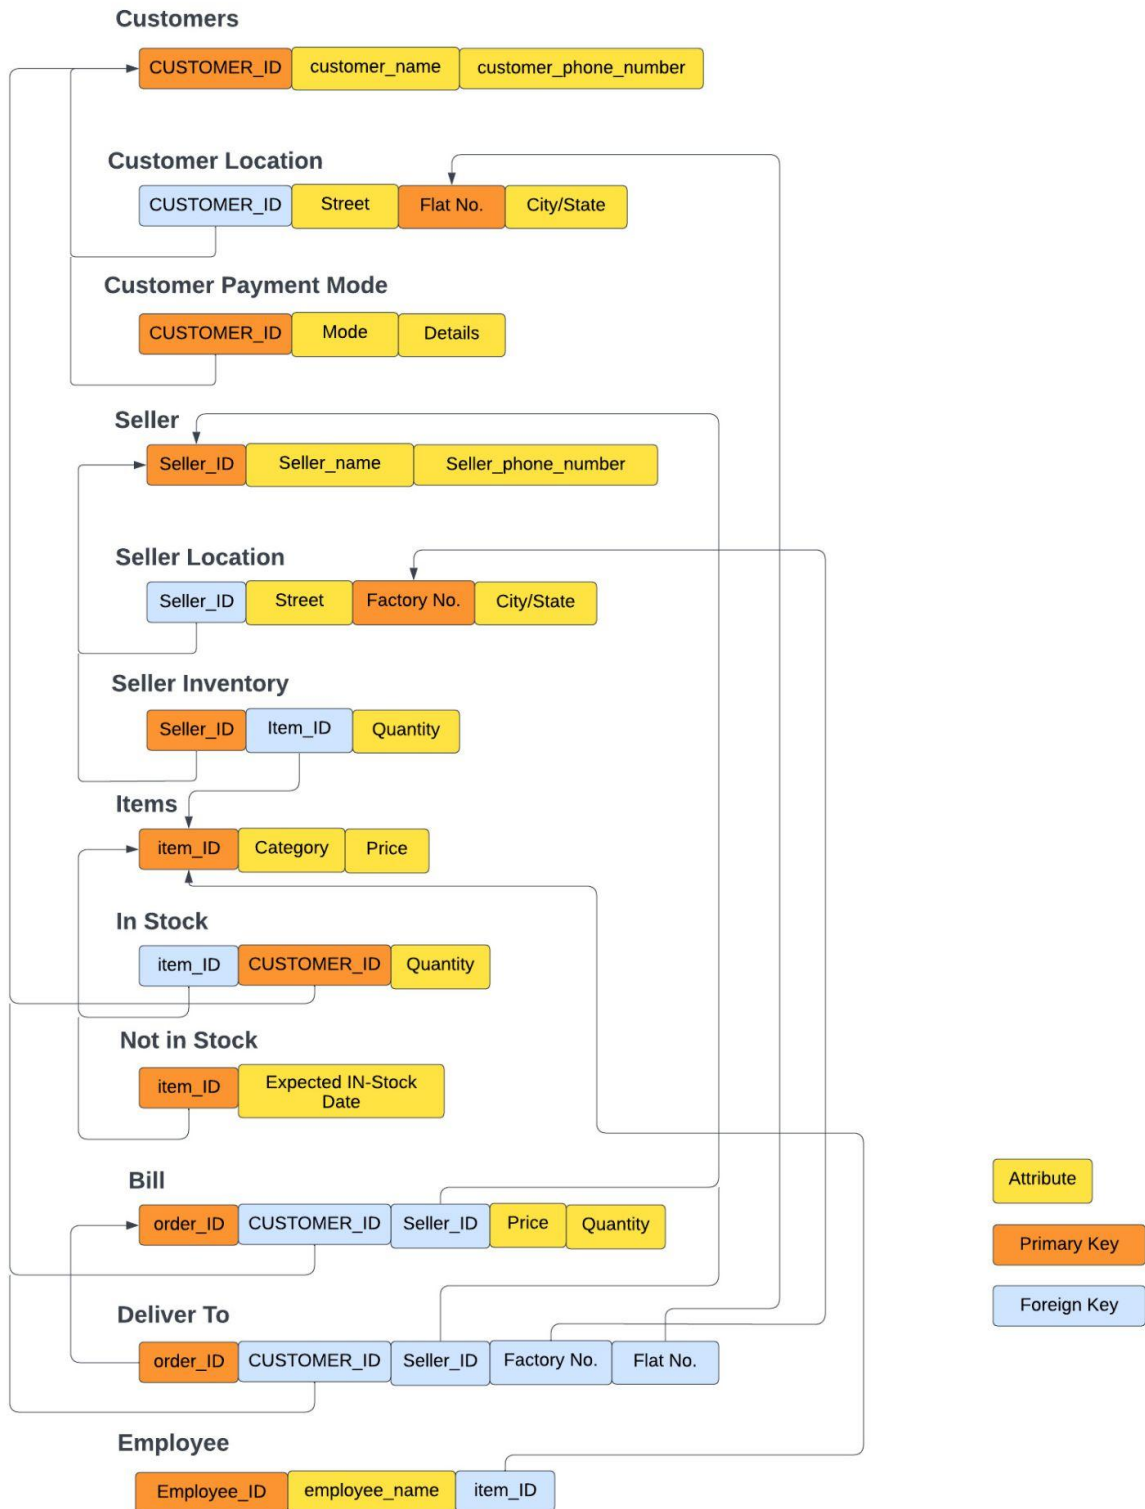 Customers
CUSTOMER_ID customer_name customer_phone_number
Customer Location
CUSTOMER_ID Street Flat No. City/State
Customer Payment Mode
CUSTOMER_ID Mode Details
Seller
Seller_ID Seller_name Seller_phone_number
Seller Location
Seller_ID Street Factory No. City/State
Seller Inventory
Seller_ID Item_ID Quantity
Items
item_ID Category Price
In Stock
item_ID CUSTOMER_ID Quantity
Not in Stock
item_ID Expected IN-Stock
Date
Bill
order_ID CUSTOMER_ID Seller_ID Price Quantity
Deliver To
order_ID CUSTOMER_ID Seller_ID Factory No. Flat No.
Employee
Employee_ID employee_name item_ID
Attribute
Primary Key
Foreign Key